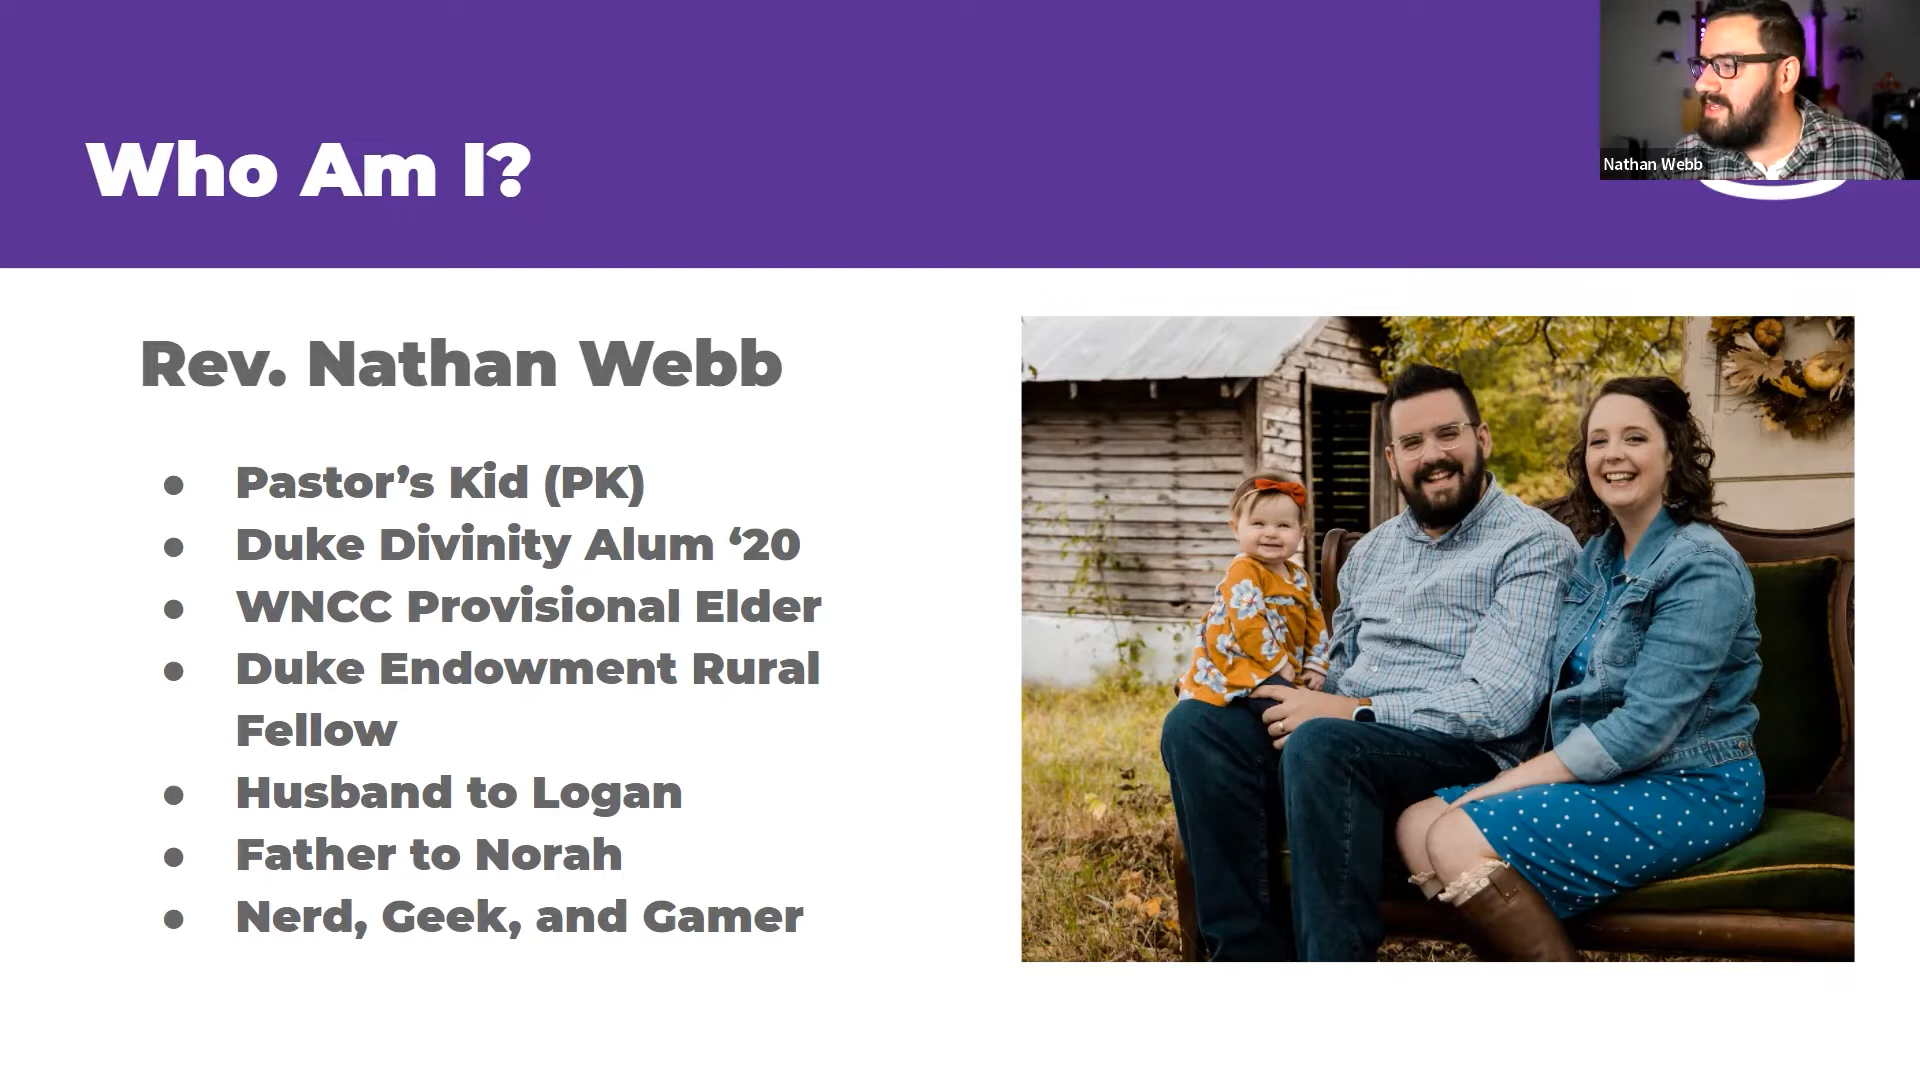 Who Am I?
Nathan Webb
Rev. Nathan Webb
● Pastor’s Kid (PK)
● Duke Divinity Alum ‘20
● WNCC Provisional Elder
● Duke Endowment Rural
Fellow
● Husband to Logan
● Father to Norah
● Nerd, Geek, and Gamer